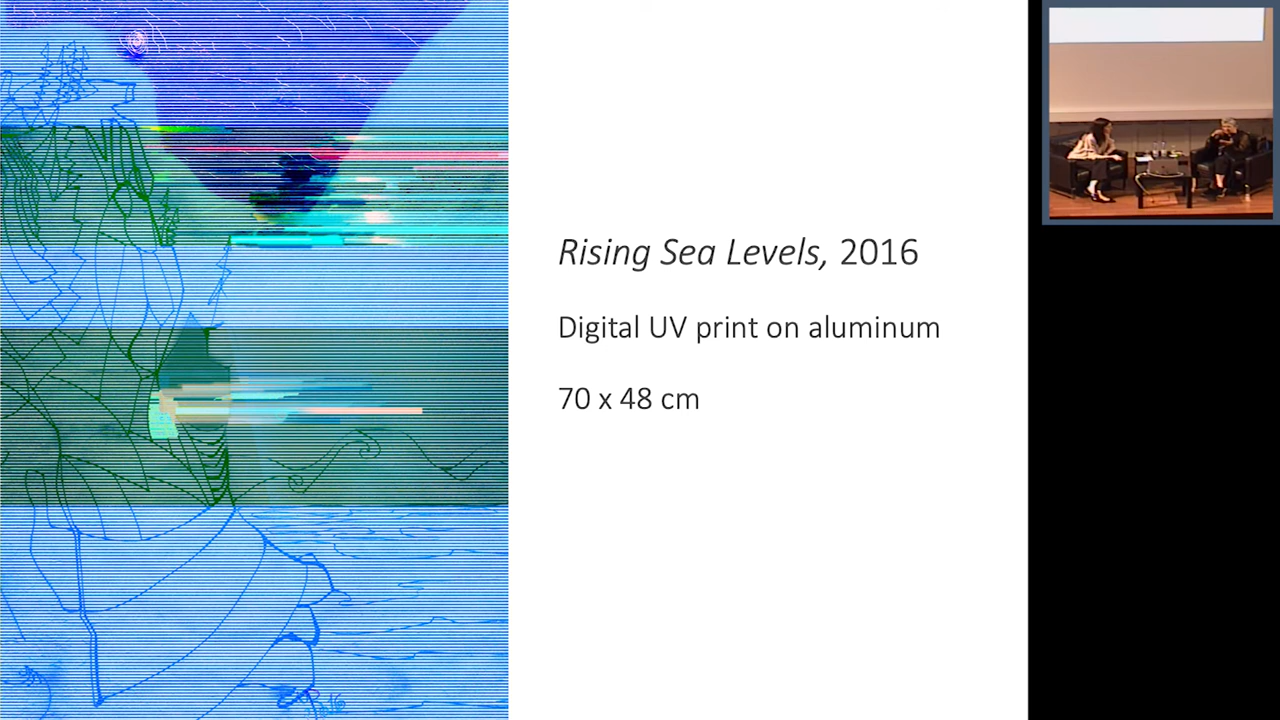 Rising Sea Levels, 2016
Digital UV print on aluminum
70 x 48 cm